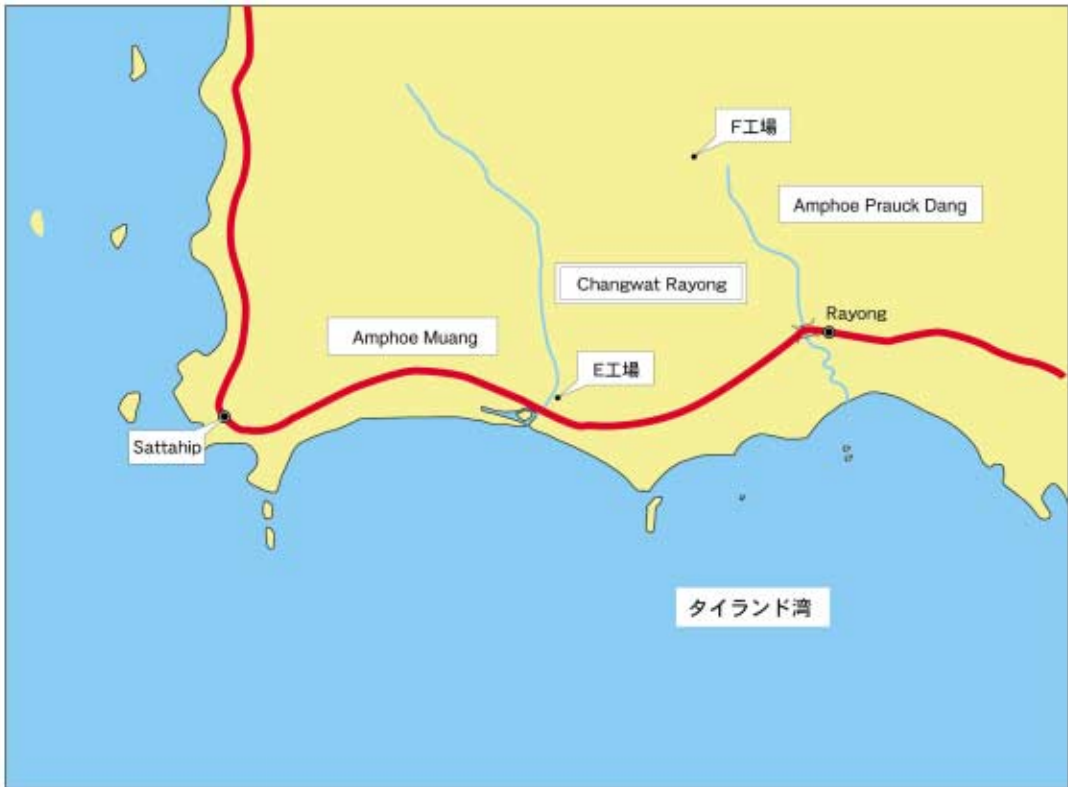 F工場
Amphoe Prauck Dang
Changwat Rayong
Rayong
Amphoe Muang
E工場
Sattahip
タイランド湾